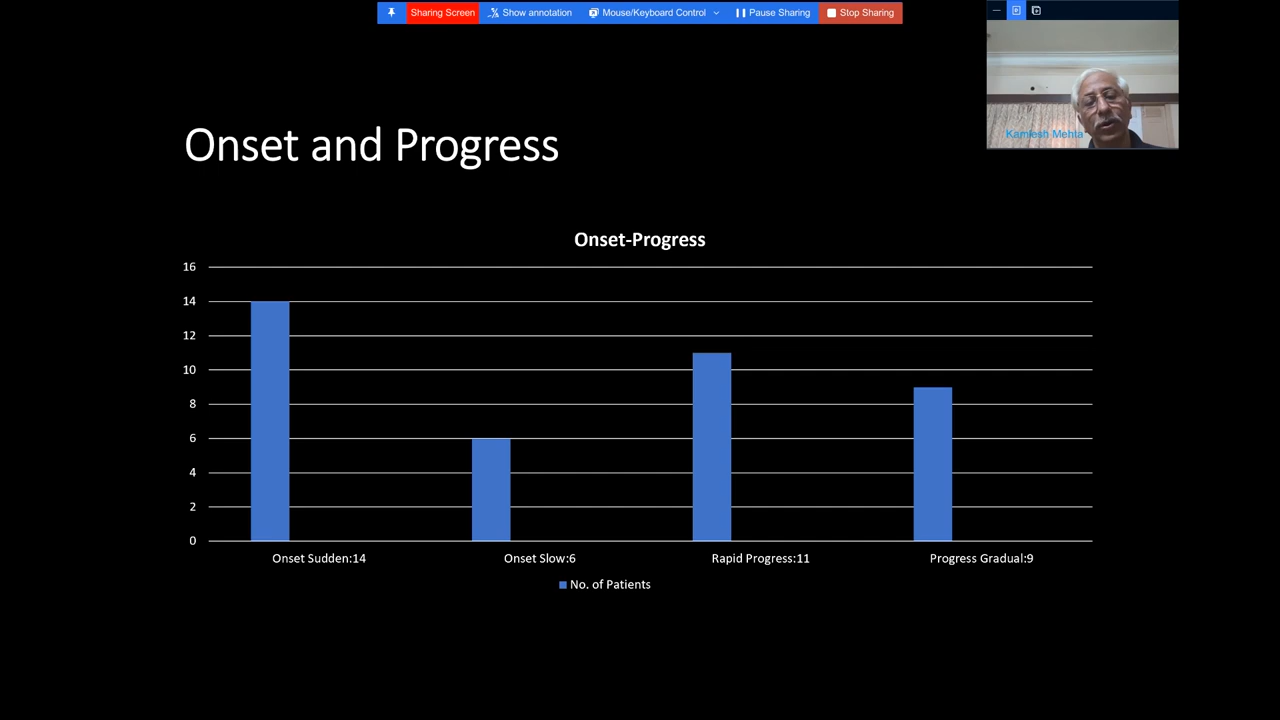 Sharing Screen Show annotation Mouse/Keyboard Control Pause Sharing Stop Sharing
Kamlesh Mehta
Onset and Progress
Onset-Progress
16
14
12
10
8
6
4
2
0
Onset Sudden:14 Onset Slow:6 Rapid Progress:11 Progress Gradual:9
No. of Patients